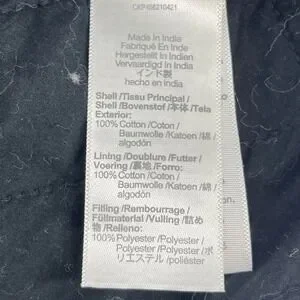 CKP468210421
Made in India
Fabriqué En Inde
Hergestellt in Indien
Vervaardigd in India
インド製
hecho en India
Shell /Tissu Principal /
Shell /Bovenstof /本体 /Tela
Exterior:
100% Cotton /Coton /
Baumwolle /Katoen /綿 /
algodón
Lining /Doublure /Futter /
Voering /裏地 /Forro:
100% Cotton /Coton /
Baumwolle /Katoen /綿 /
algodón
Filling /Rembourrage /
Füllmaterial /Vulling /詰め
物 /Relleno:
100% Polyester /Polyester /
Polyester /Polyester /ポ
リエステル /poliéster